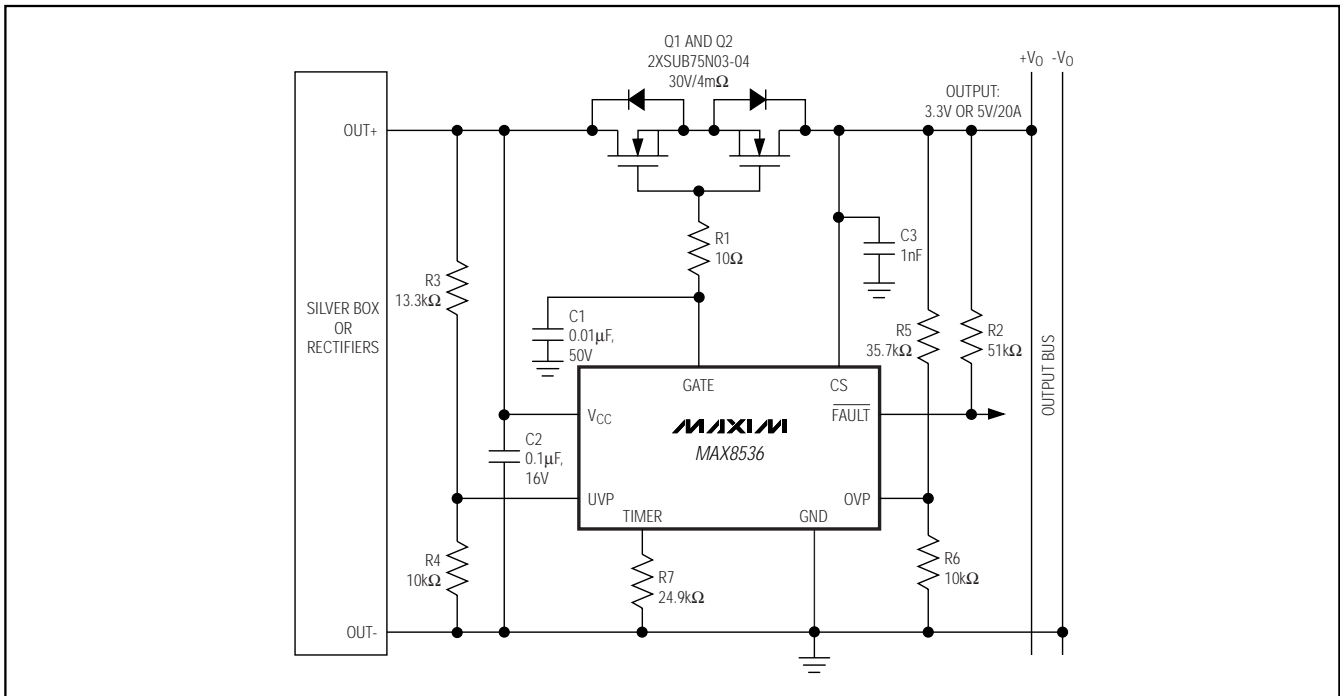 Q1 AND Q2
2XSUB75N03-04
30V/4mΩ
+VO -VO
OUTPUT:
3.3V OR 5V/20A
OUT+
R1
10Ω
C3
1nF
R3
13.3kΩ
SILVER BOX
OR
RECTIFIERS
C1
0.01μF,
50V
R5
35.7kΩ
R2
51kΩ
OUTPUT BUS
GATE
CS
VCC
FAULT
MAXIM
MAX8536
C2
0.1μF,
16V
UVP
OVP
TIMER
GND
R4
10kΩ
R7
24.9kΩ
R6
10kΩ
OUT-